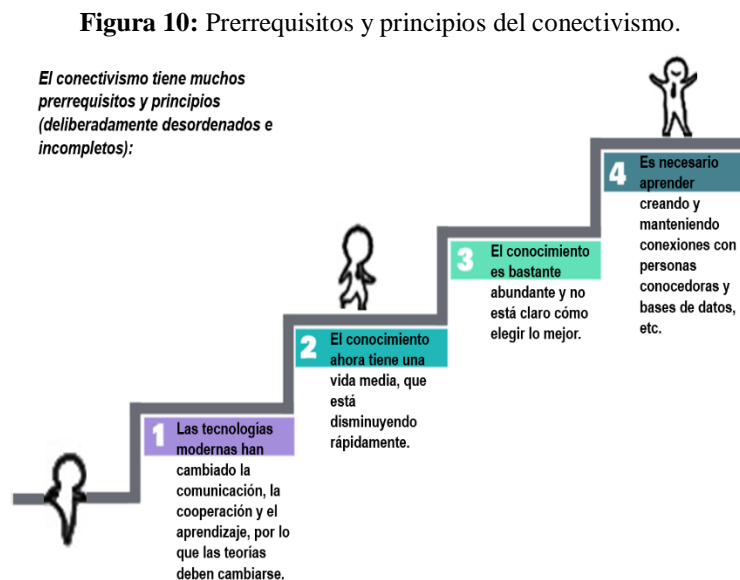 Figura 10: Prerrequisitos y principios del conectivismo.
El conectivismo tiene muchos
prerrequisitos y principios
(deliberadamente desordenados e
incompletos):
1
Las tecnologías
modernas han
cambiado la
comunicación, la
cooperación y el
aprendizaje, por lo
que las teorías
deben cambiarse.
2
El conocimiento
ahora tiene una
vida media, que
está
disminuyendo
rápidamente.
3
El conocimiento
es bastante
abundante y no
está claro cómo
elegir lo mejor.
4
Es necesario
aprender
creando y
manteniendo
conexiones con
personas
conocedoras y
bases de datos,
etc.